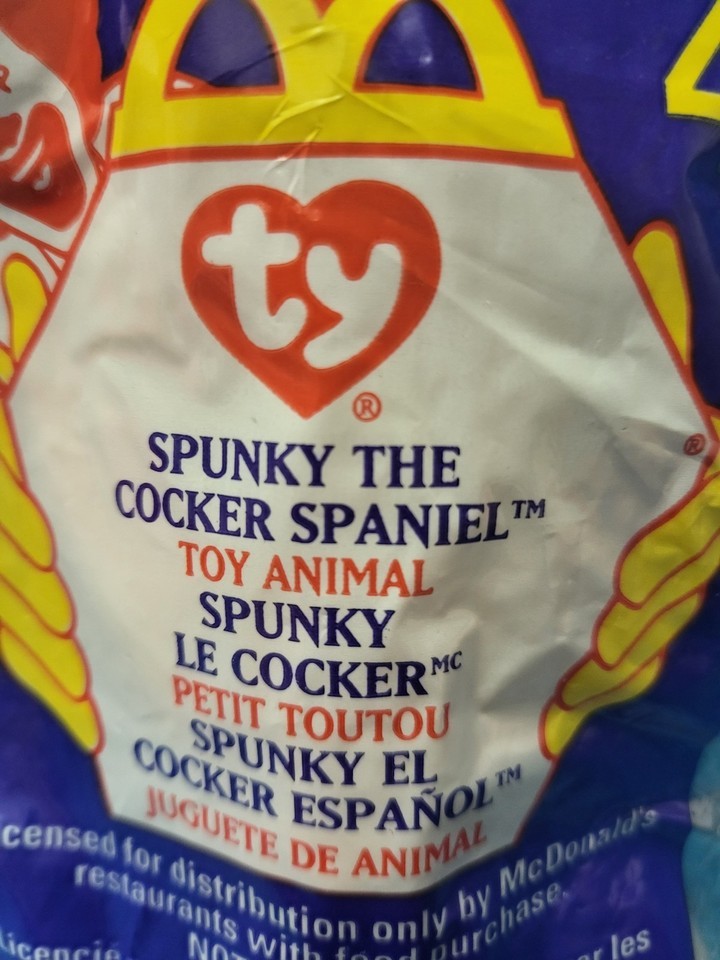 ty®
SPUNKY THE
COCKER SPANIEL™
TOY ANIMAL
SPUNKY
LE COCKER MC
PETIT TOUTOU
SPUNKY EL
COCKER ESPAÑOL™
JUGUETE DE ANIMAL
censed for distribution only by McDonald's
restaurants with food purchase.
les